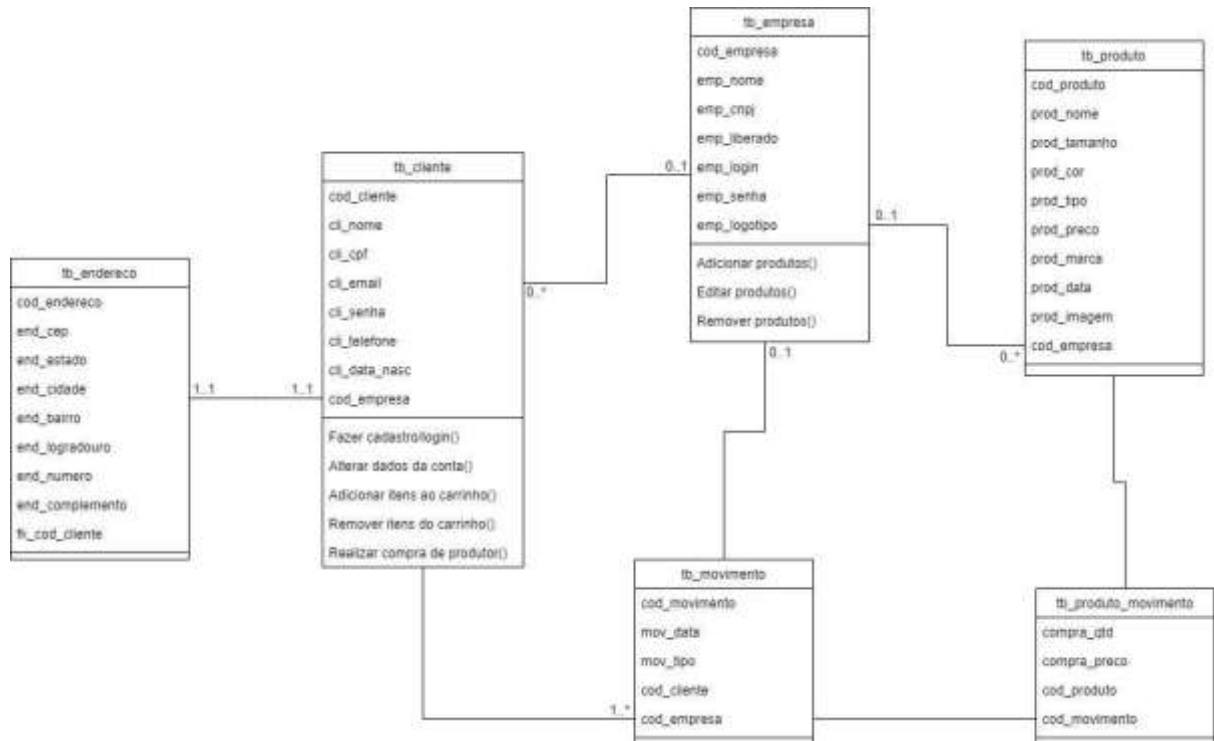 tb_empresa
cod_empresa
emp_nome
emp_cnpj
emp_liberado
emp_login
emp_senha
emp_logotipo
Adicionar produtos()
Editar produtos()
Remover produtos()
0..1
0..1
0..1
tb_produto
cod_produto
prod_nome
prod_tamanho
prod_cor
prod_tipo
prod_preco
prod_marca
prod_data
prod_imagem
cod_empresa
0..*
tb_cliente
cod_cliente
cli_nome
cli_cpf
cli_email
cli_senha
cli_telefone
cli_data_nasc
cod_empresa
Fazer cadastro/login()
Alterar dados da conta()
Adicionar itens ao carrinho()
Remover itens do carrinho()
Realizar compra de produtor()
0..*
1..1
tb_endereco
cod_endereco
end_cep
end_estado
end_cidade
end_bairro
end_logradouro
end_numero
end_complemento
fk_cod_cliente
1..1
tb_movimento
cod_movimento
mov_data
mov_tipo
cod_cliente
cod_empresa
1..*
tb_produto_movimento
compra_qtd
compra_preco
cod_produto
cod_movimento